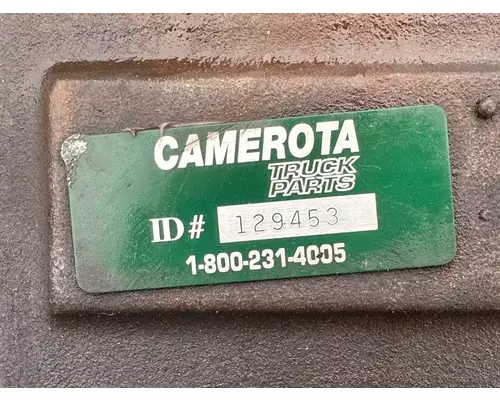 CAMEROTA
TRUCK
PARTS
ID# 129453
1-800-231-4005